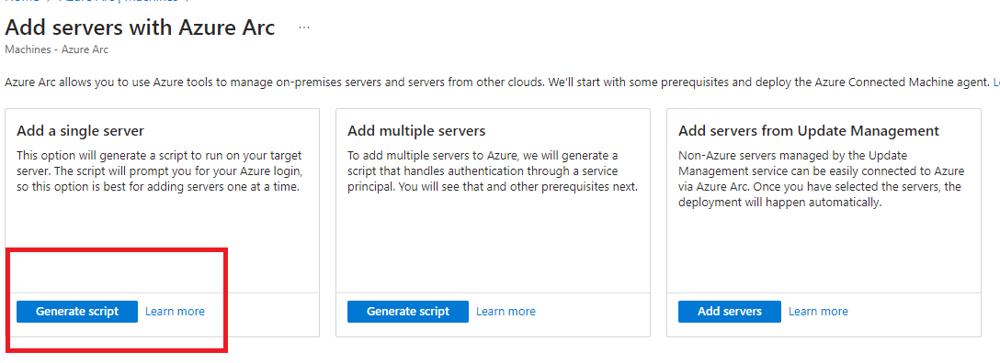 Home > Azure Arc | Machines >
Add servers with Azure Arc ...
Machines - Azure Arc
Azure Arc allows you to use Azure tools to manage on-premises servers and servers from other clouds. We'll start with some prerequisites and deploy the Azure Connected Machine agent.
Add a single server
This option will generate a script to run on your target
server. The script will prompt you for your Azure login,
so this option is best for adding servers one at a time.
Generate script
Learn more
Add multiple servers
To add multiple servers to Azure, we will generate a
script that handles authentication through a service
principal. You will see that and other prerequisites next.
Generate script
Learn more
Add servers from Update Management
Non-Azure servers managed by the Update
Management service can be easily connected to Azure
via Azure Arc. Once you have selected the servers, the
deployment will happen automatically.
Add servers
Learn more